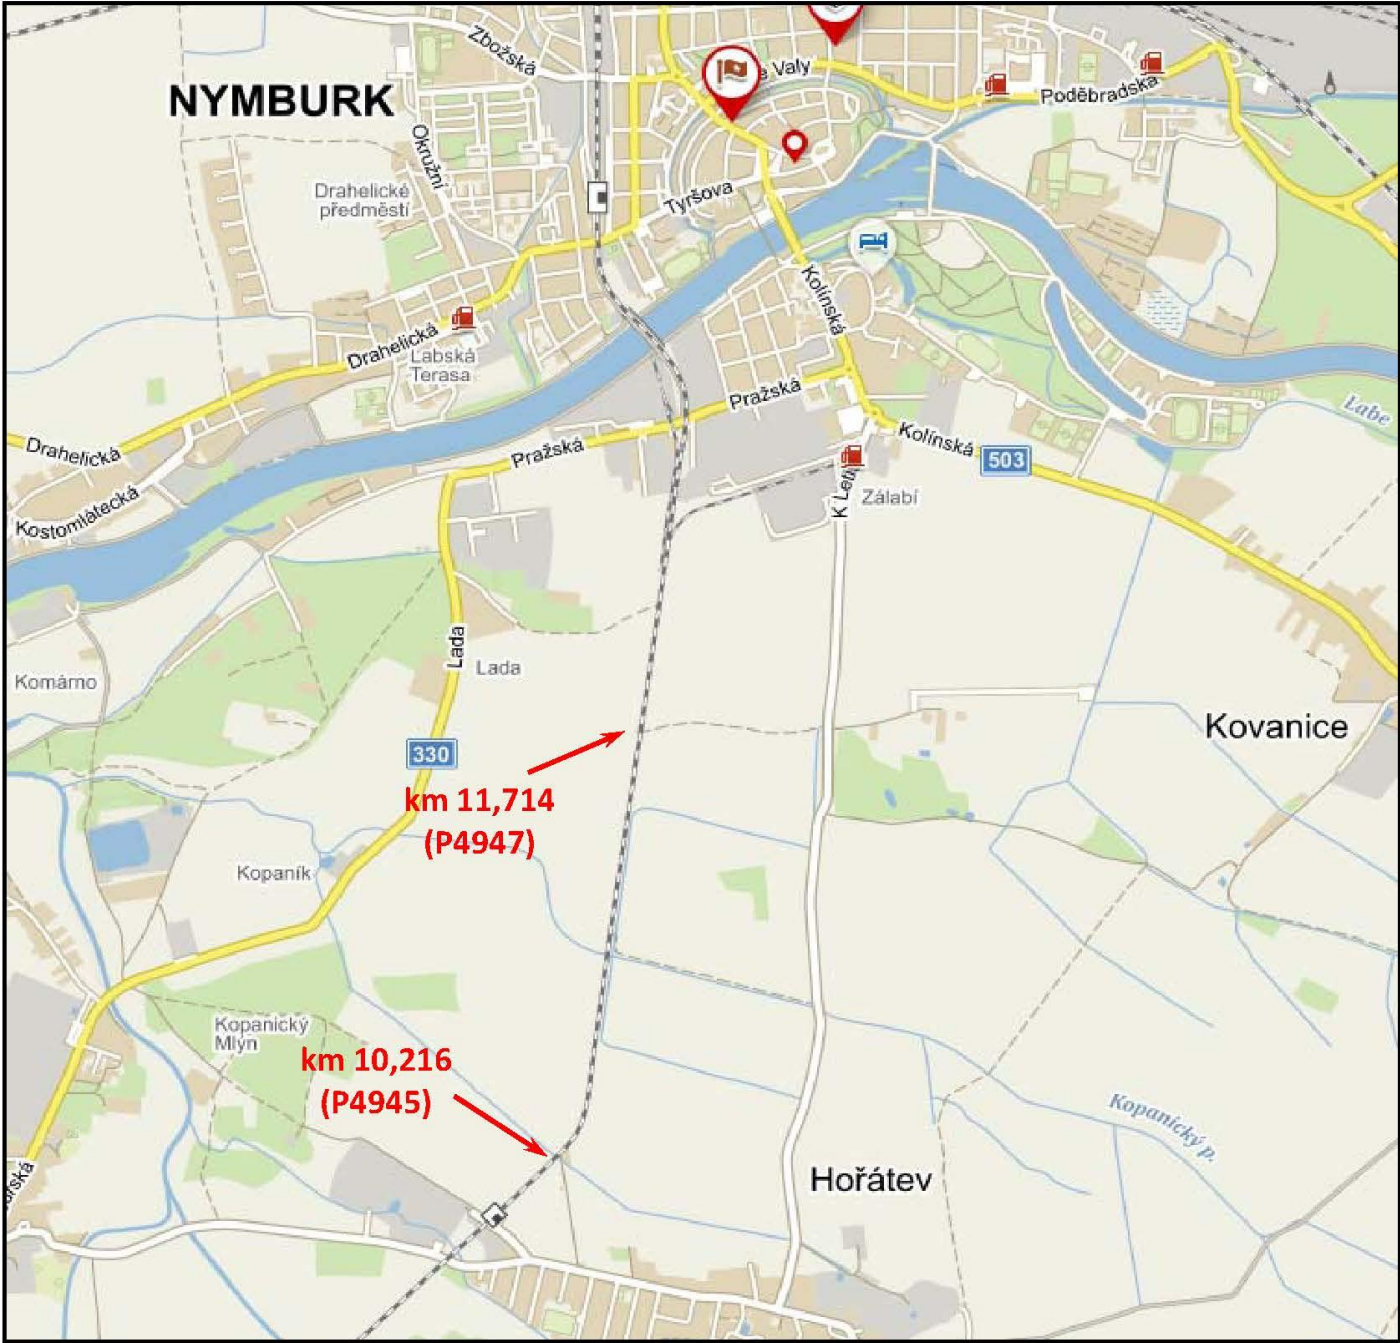 Zbožská
e Valy
NYMBURK
Poděbradská
Okružní
Drahelické
předměstí
Tyršova
Kolínská
Drahelická
Labská
Terasa
Pražská
Labe
Drahelická
Pražská
Kolínská
503
Kostomlátecká
K Leti
Zálabí
Lada
Lada
Komárno
Kovanice
330
km 11,714
(P4947)
Kopaník
Kopanický
Mlýn
km 10,216
(P4945)
Kopanický p.
Hořátev